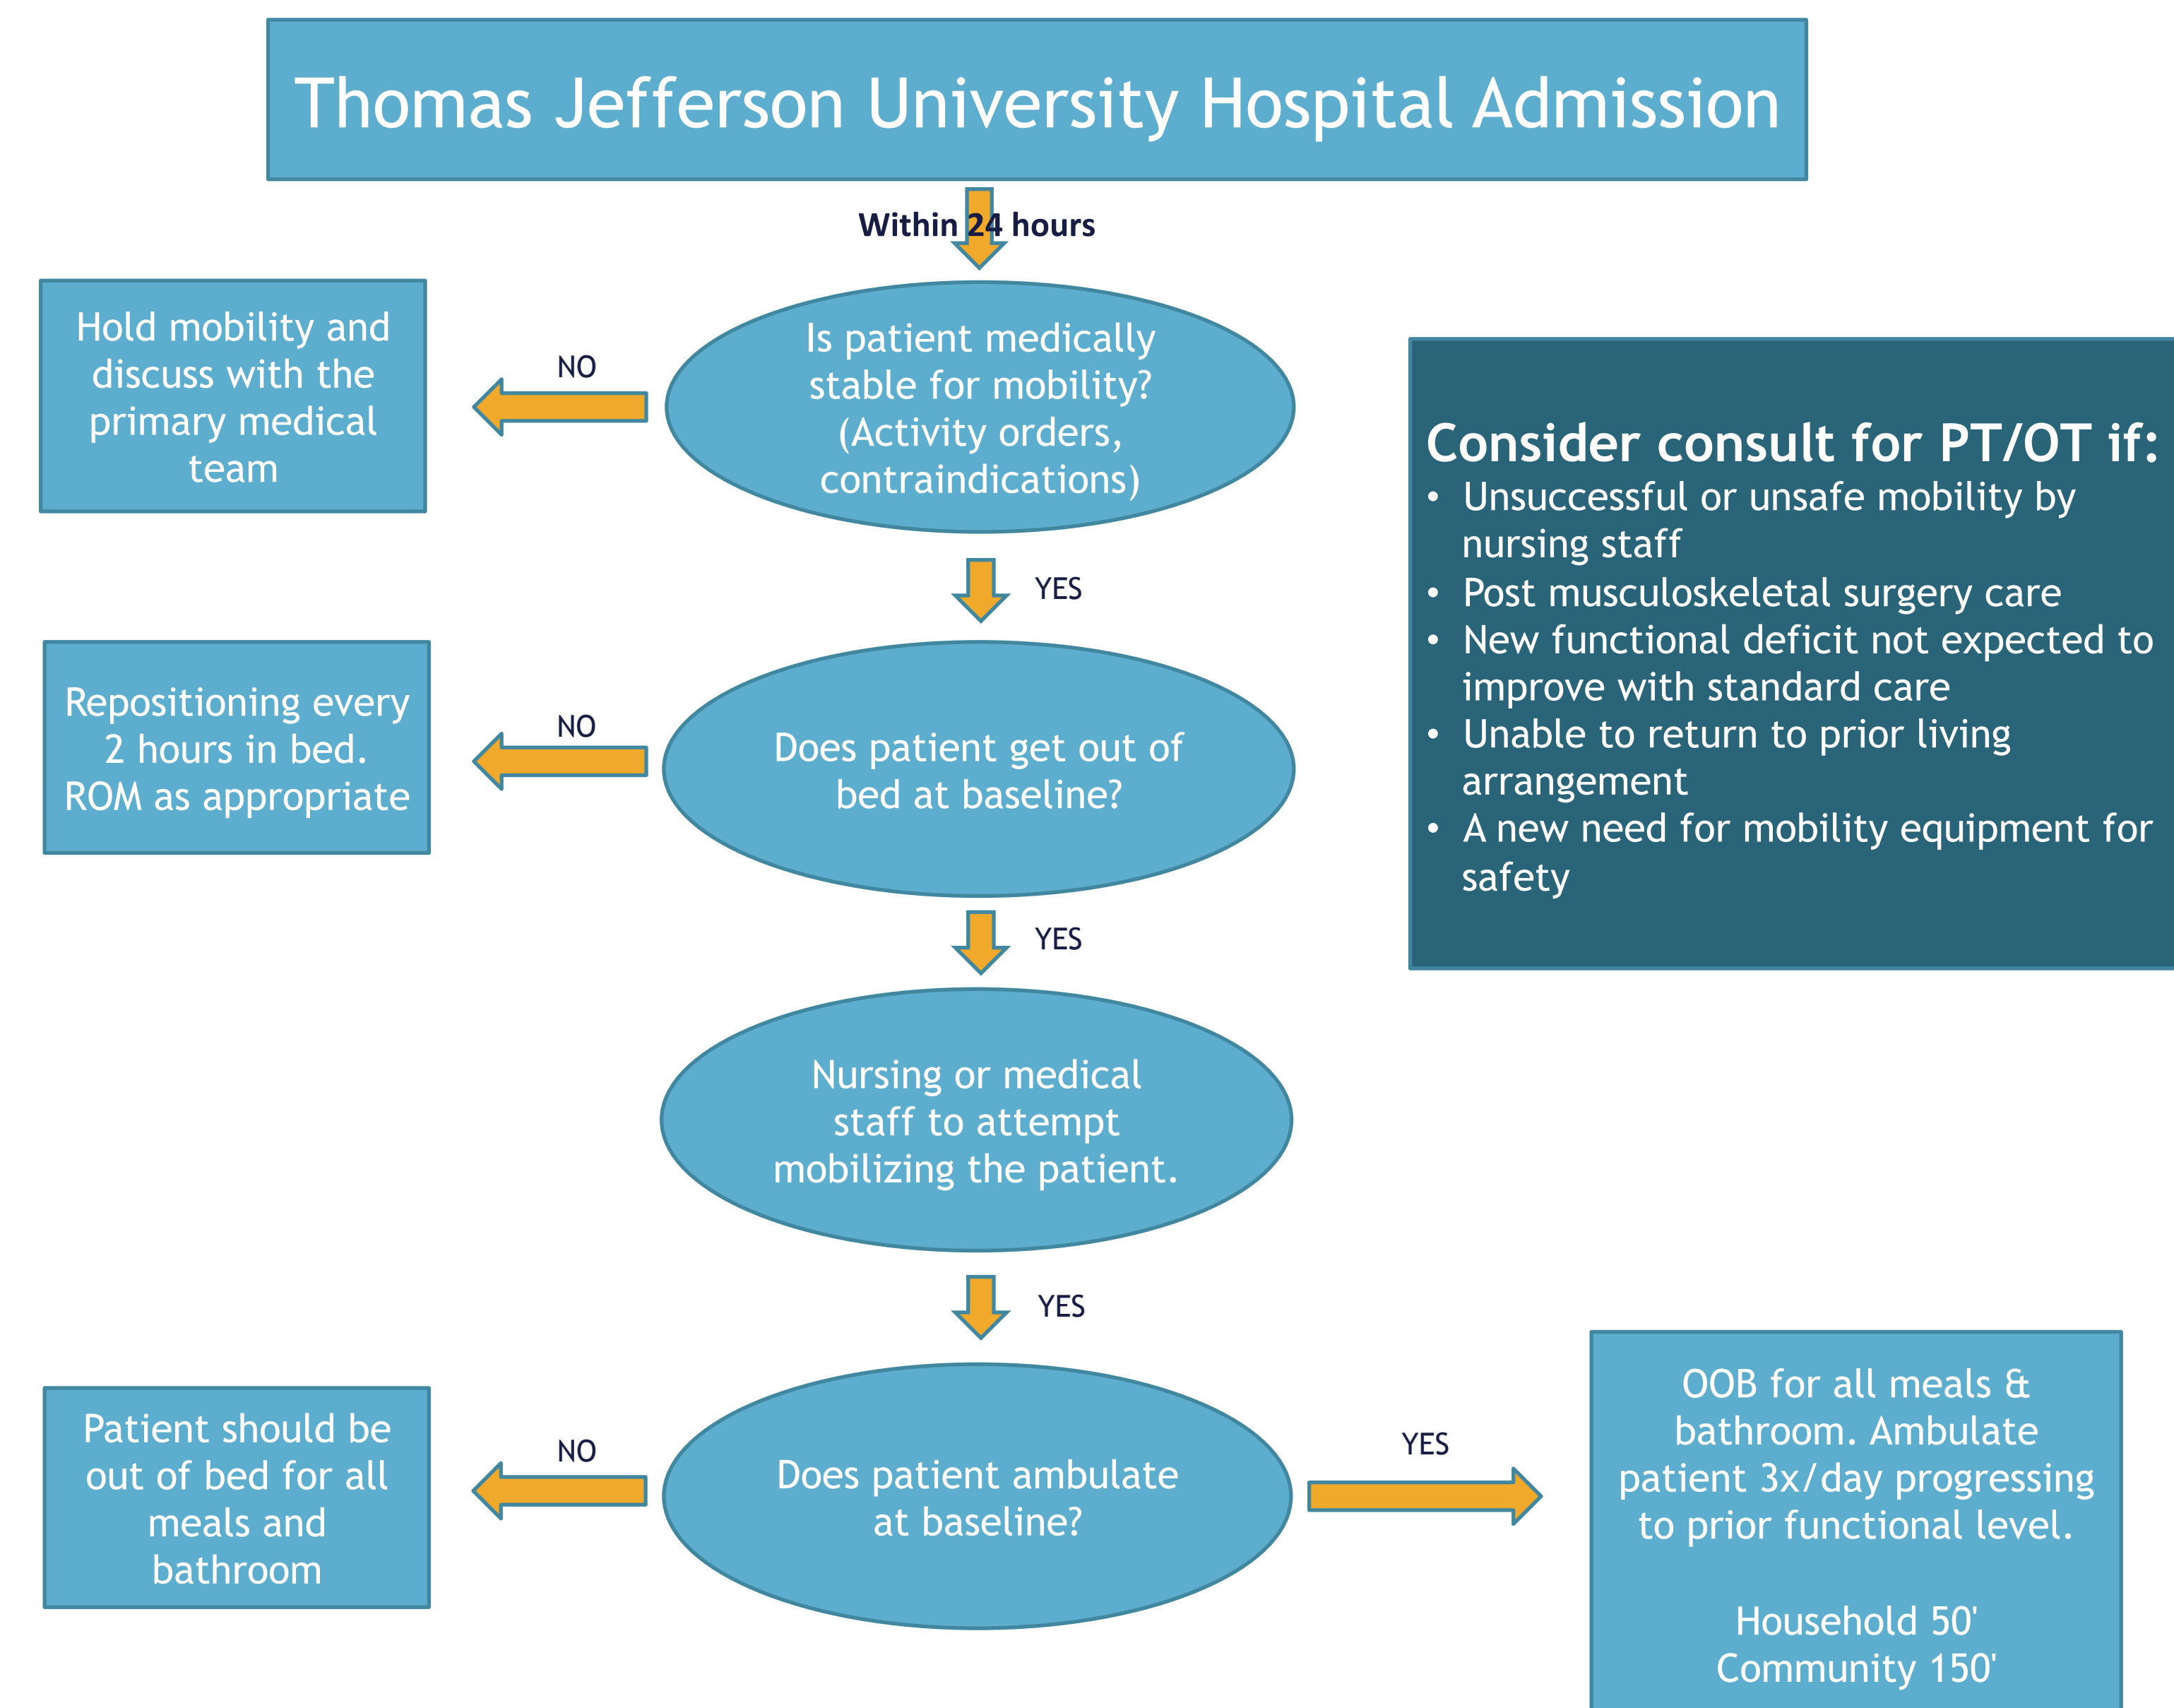 Thomas Jefferson University Hospital Admission
Within 24 hours
Hold mobility and
discuss with the
primary medical
team
NO
Is patient medically
stable for mobility?
(Activity orders,
contraindications)
YES
Consider consult for PT/OT if:
• Unsuccessful or unsafe mobility by
nursing staff
• Post musculoskeletal surgery care
• New functional deficit not expected to
improve with standard care
• Unable to return to prior living
arrangement
• A new need for mobility equipment for
safety
Repositioning every
2 hours in bed.
ROM as appropriate
NO
Does patient get out of
bed at baseline?
YES
Nursing or medical
staff to attempt
mobilizing the patient.
YES
Patient should be
out of bed for all
meals and
bathroom
NO
Does patient ambulate
at baseline?
YES
OOB for all meals &
bathroom. Ambulate
patient 3x/day progressing
to prior functional level.
Household 50'
Community 150'